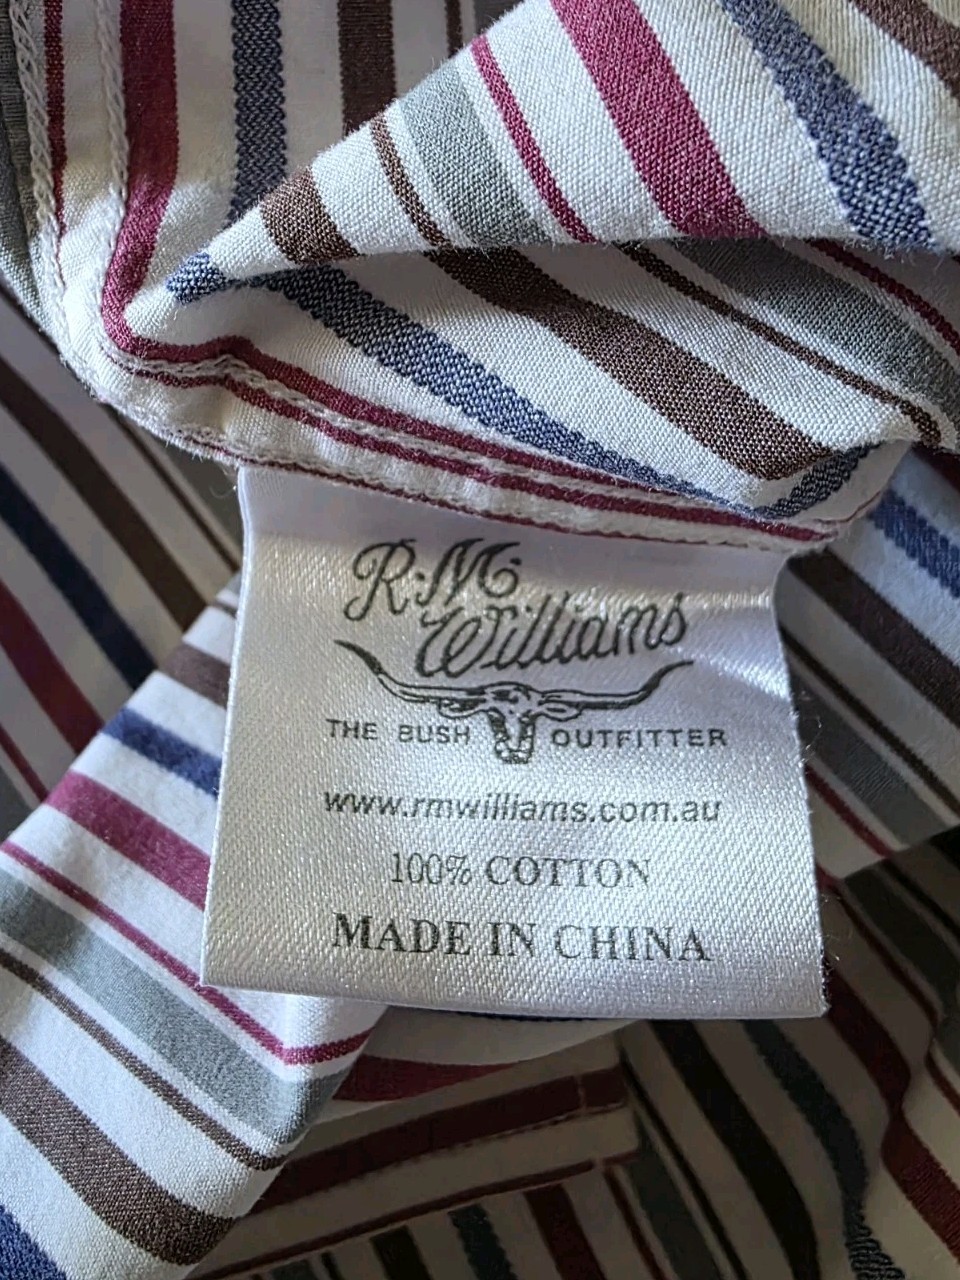 R.M.
Williams
THE BUSH OUTFITTER
www.rmwilliams.com.au
100% COTTON
MADE IN CHINA